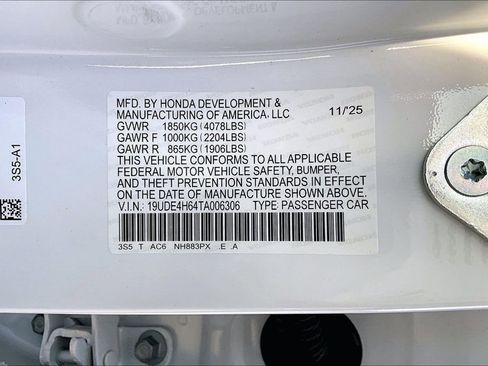 MFD. BY HONDA DEVELOPMENT &
MANUFACTURING OF AMERICA, LLC 11/25
GVWR 1850KG (4078LBS)
GAWR F 1000KG (2204LBS)
GAWR R 865KG (1906LBS)
THIS VEHICLE CONFORMS TO ALL APPLICABLE
FEDERAL MOTOR VEHICLE SAFETY, BUMPER,
AND THEFT PREVENTION STANDARDS IN EFFECT
ON THE DATE OF MANUFACTURE SHOWN ABOVE.
V.I.N.: 19UDE4H64TA006306 TYPE: PASSENGER CAR
3S5 T AC6 NH883PX .E .A
3S5-A1